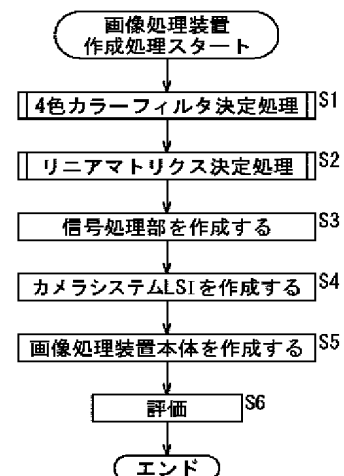 画像処理装置
作成処理スタート
4色カラーフィルタ決定処理 S1
リニアマトリクス決定処理 S2
信号処理部を作成する S3
カメラシステムLSIを作成する S4
画像処理装置本体を作成する S5
評価 S6
エンド